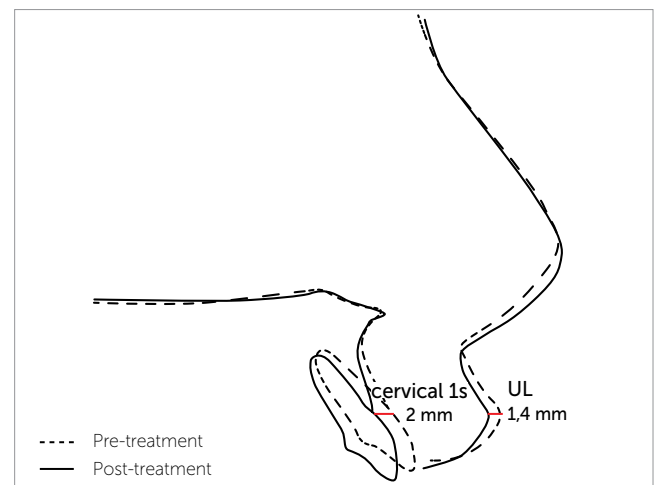 cervical 1s
2 mm
UL
1,4 mm
Pre-treatment
Post-treatment